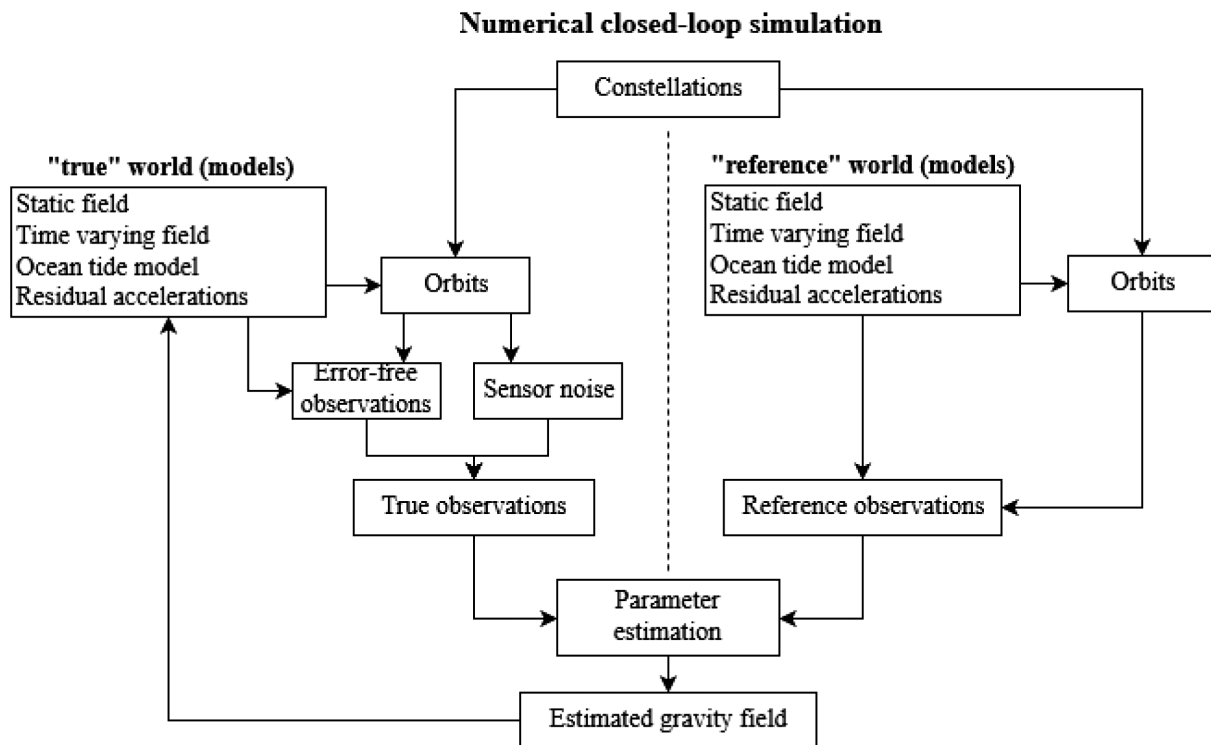 Numerical closed-loop simulation
Constellations
"true" world (models)
Static field
Time varying field
Ocean tide model
Residual accelerations
"reference" world (models)
Static field
Time varying field
Ocean tide model
Residual accelerations
Orbits
Orbits
Error-free
observations
Sensor noise
True observations
Reference observations
Parameter
estimation
Estimated gravity field